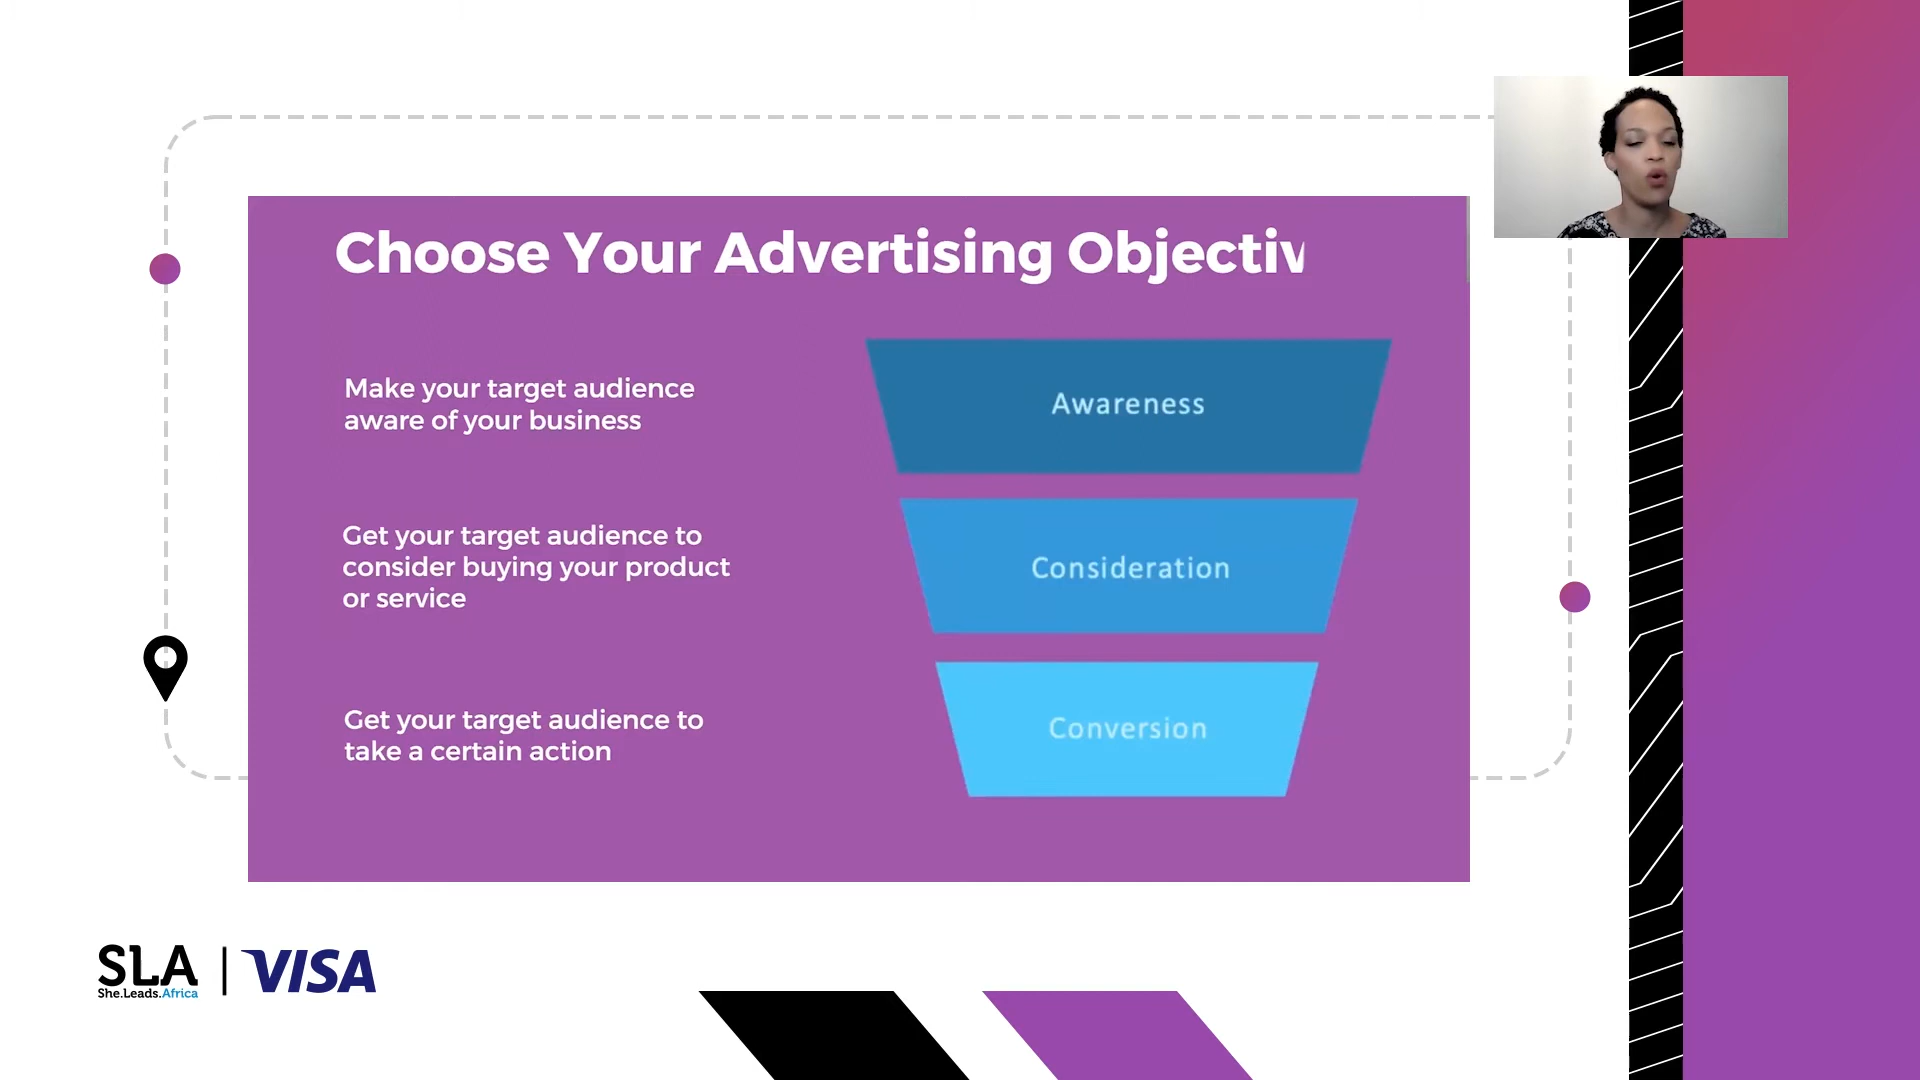 Choose Your Advertising Objectiv
Make your target audience
aware of your business
Awareness
Get your target audience to
consider buying your product
or service
Consideration
Get your target audience to
take a certain action
Conversion
SLA
She.Leads.Africa
VISA